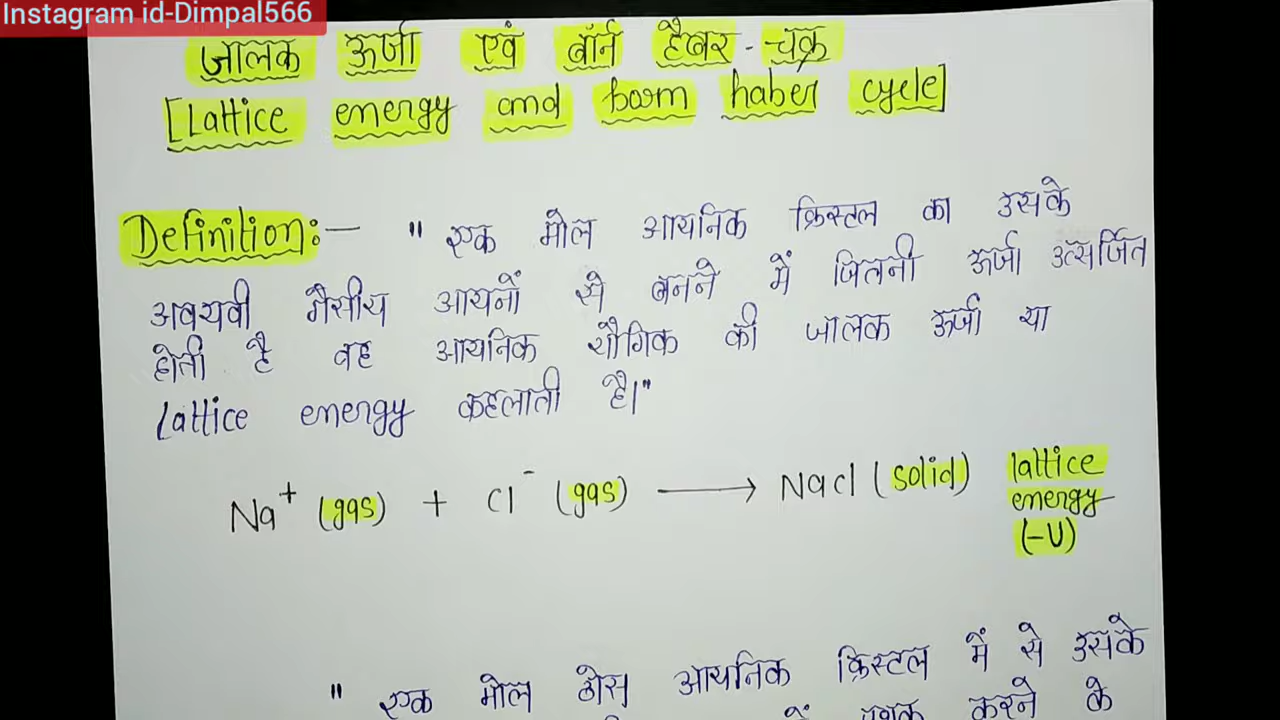 Instagram id-Dimpal566
जालक ऊर्जा एवं बॉर्न हैबर-चक्र
[Lattice energy and born haber cycle]
Definition:— " एक मोल आयनिक क्रिस्टल का उसके
अवयवी गैसीय आयनों से बनने में जितनी ऊर्जा उत्सर्जित
होती है वह आयनिक यौगिक की जालक ऊर्जा या
Lattice energy कहलाती है।"
Na⁺ (gas) + Cl⁻ (gas) ⟶ Nacl (solid) lattice
energy
(-U)
" एक मोल ठोस आयनिक क्रिस्टल में से उसके
करने के